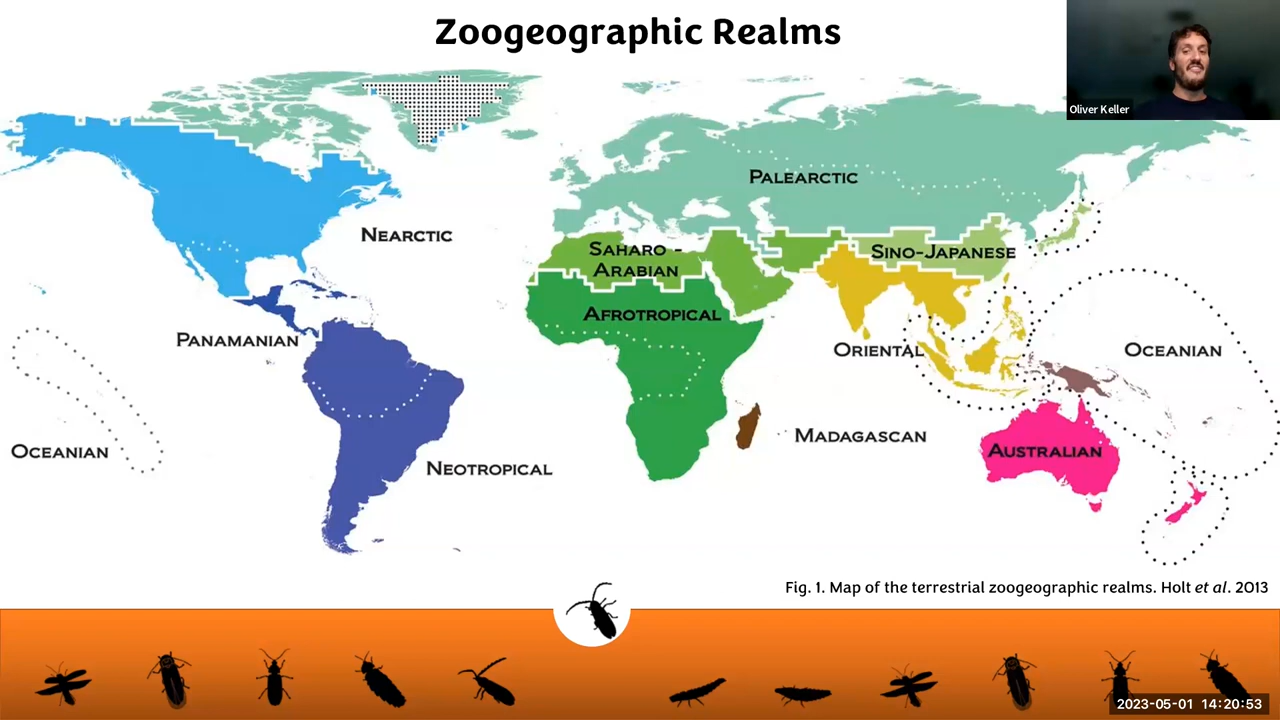 Zoogeographic Realms
Oliver Keller
PALEARCTIC
NEARCTIC
SAHARO -
ARABIAN
SINO-JAPANESE
AFROTROPICAL
PANAMANIAN
ORIENTAL
OCEANIAN
OCEANIAN
MADAGASCAN
AUSTRALIAN
NEOTROPICAL
Fig. 1. Map of the terrestrial zoogeographic realms. Holt et al. 2013
2023-05-01 14:20:53